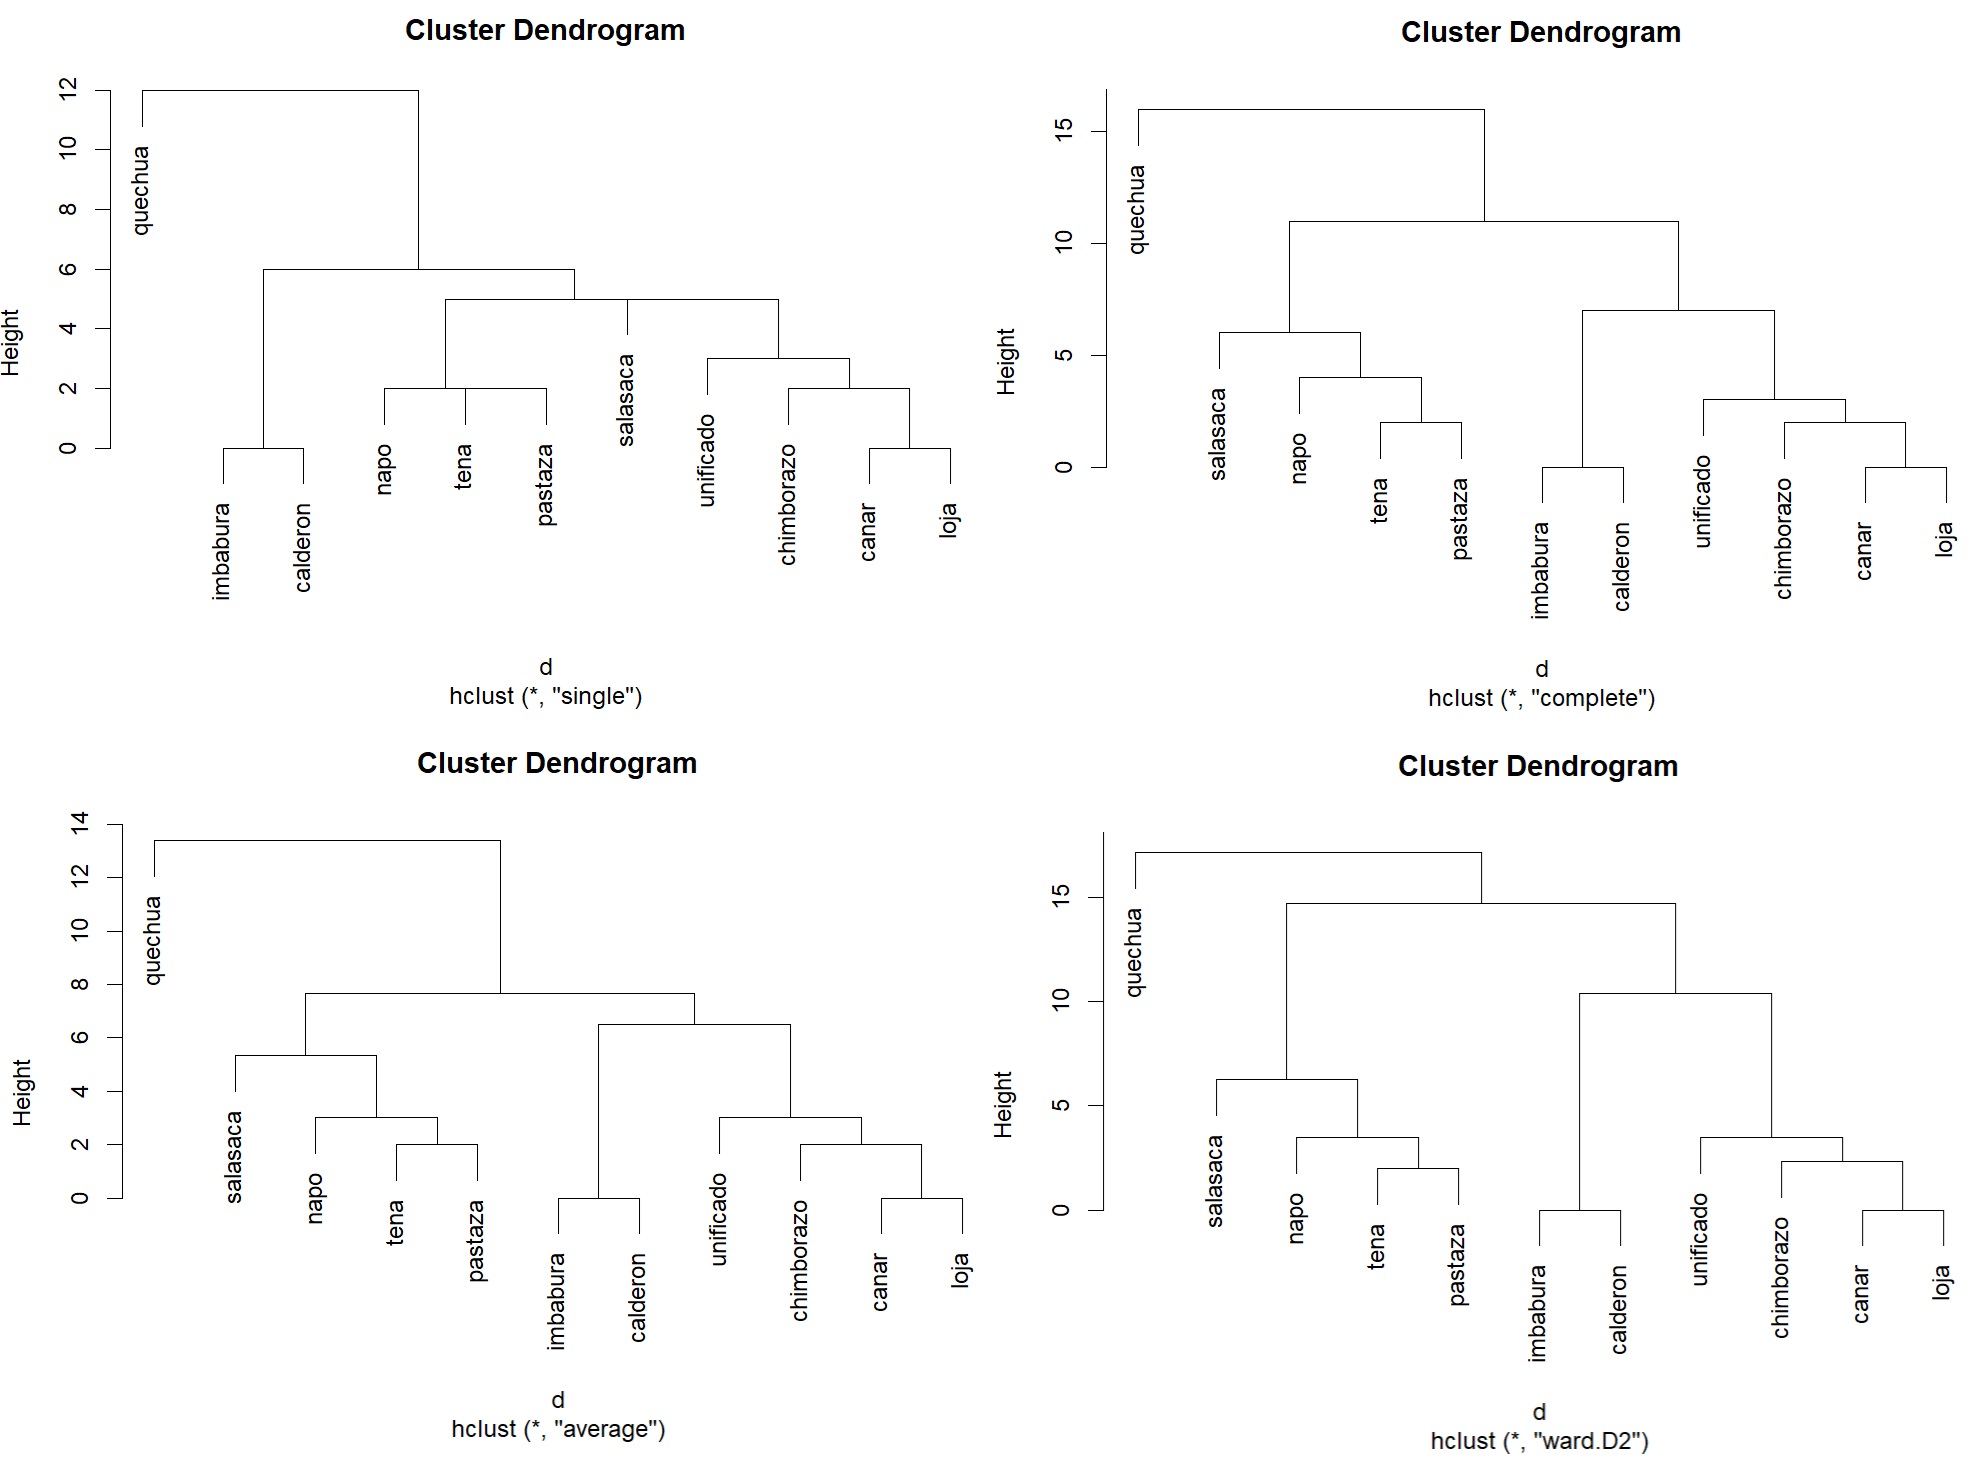 Cluster Dendrogram
Height
12
10
8
6
4
2
0
quechua
imbabura
calderon
napo
tena
pastaza
salasaca
unificado
chimborazo
canar
loja
d
hclust (*, "single")
Cluster Dendrogram
Height
15
10
5
0
quechua
salasaca
napo
tena
pastaza
imbabura
calderon
unificado
chimborazo
canar
loja
d
hclust (*, "complete")
Cluster Dendrogram
Height
14
12
10
8
6
4
2
0
quechua
salasaca
napo
tena
pastaza
imbabura
calderon
unificado
chimborazo
canar
loja
d
hclust (*, "average")
Cluster Dendrogram
Height
15
10
5
0
quechua
salasaca
napo
tena
pastaza
imbabura
calderon
unificado
chimborazo
canar
loja
d
hclust (*, "ward.D2")